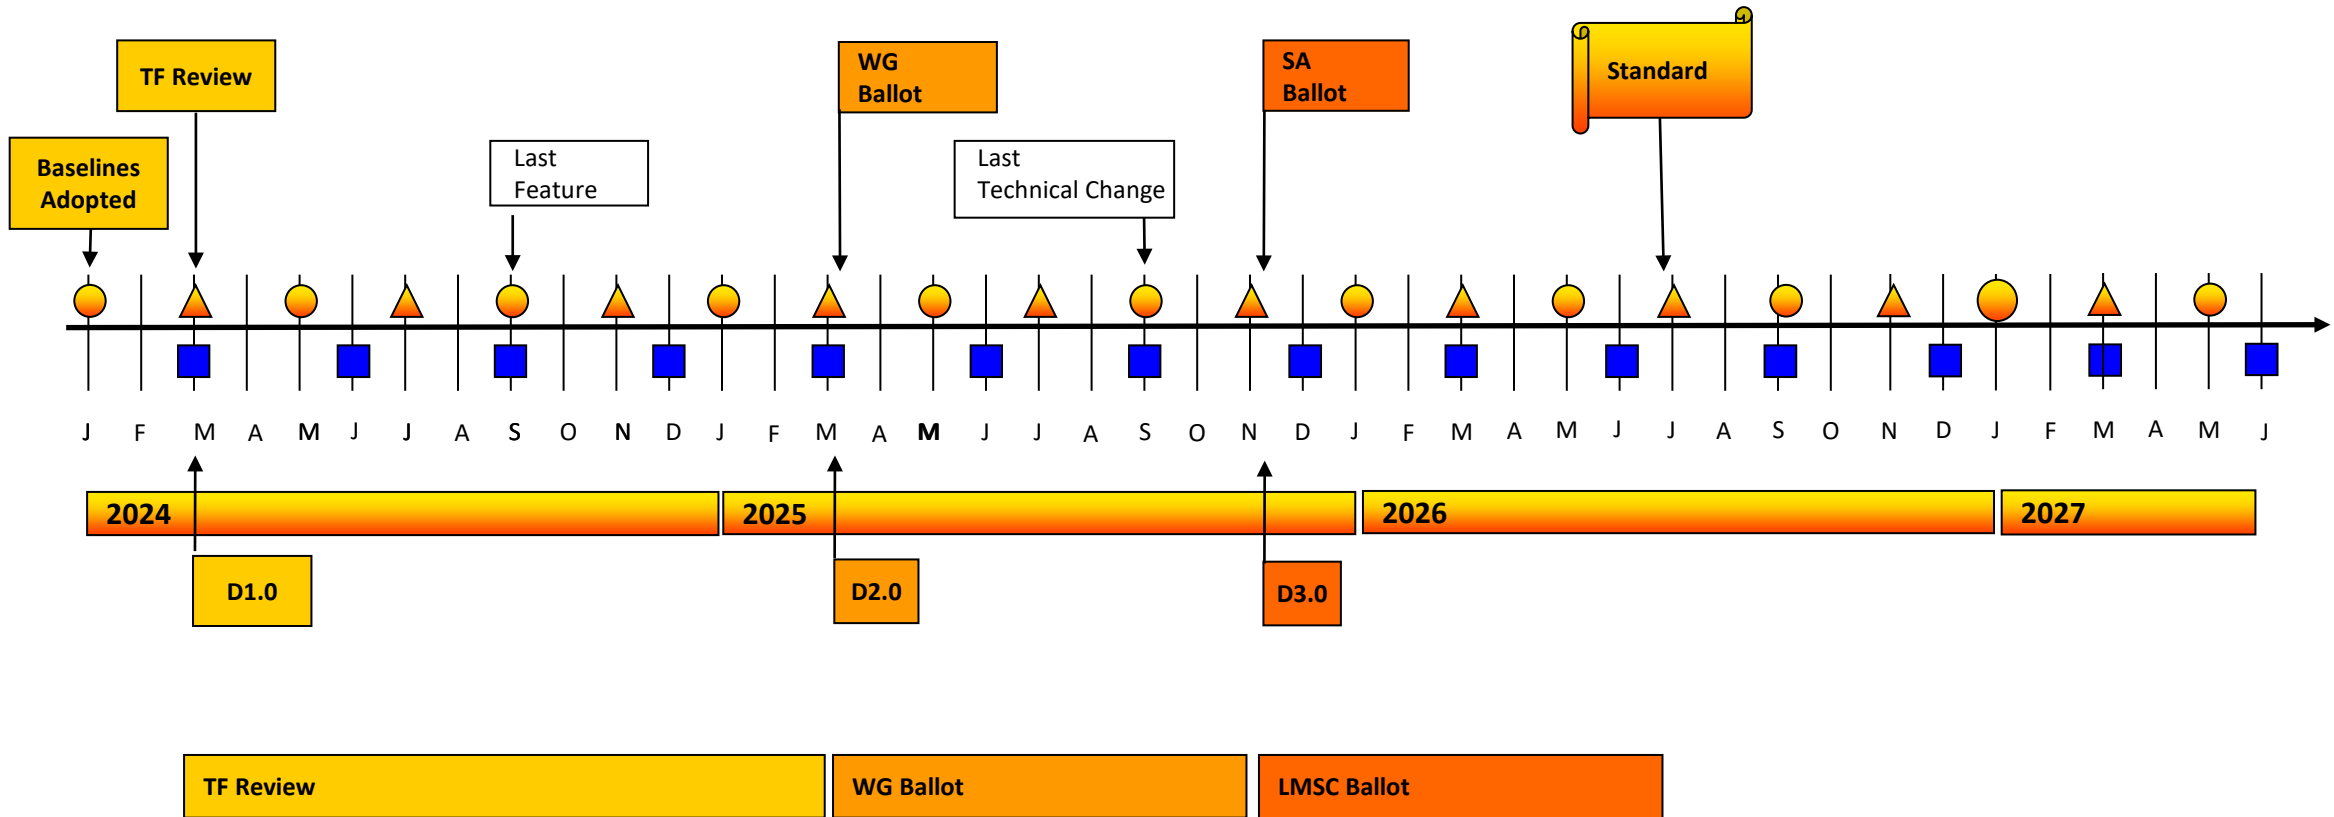 TF Review
WG
Ballot
SA
Ballot
Standard
Baselines
Adopted
Last
Feature
Last
Technical Change
J F M A M J J A S O N D J F M A M J J A S O N D J F M A M J J A S O N D J F M A M J
2024 2025 2026 2027
D1.0 D2.0 D3.0
TF Review WG Ballot LMSC Ballot